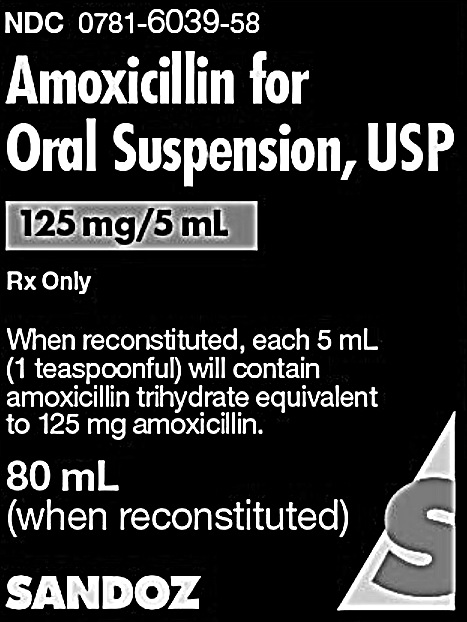 NDC 0781-6039-58
Amoxicillin for
Oral Suspension, USP
125 mg/5 mL
Rx Only
When reconstituted, each 5 mL
(1 teaspoonful) will contain
amoxicillin trihydrate equivalent
to 125 mg amoxicillin.
80 mL
(when reconstituted)
S
SANDOZ